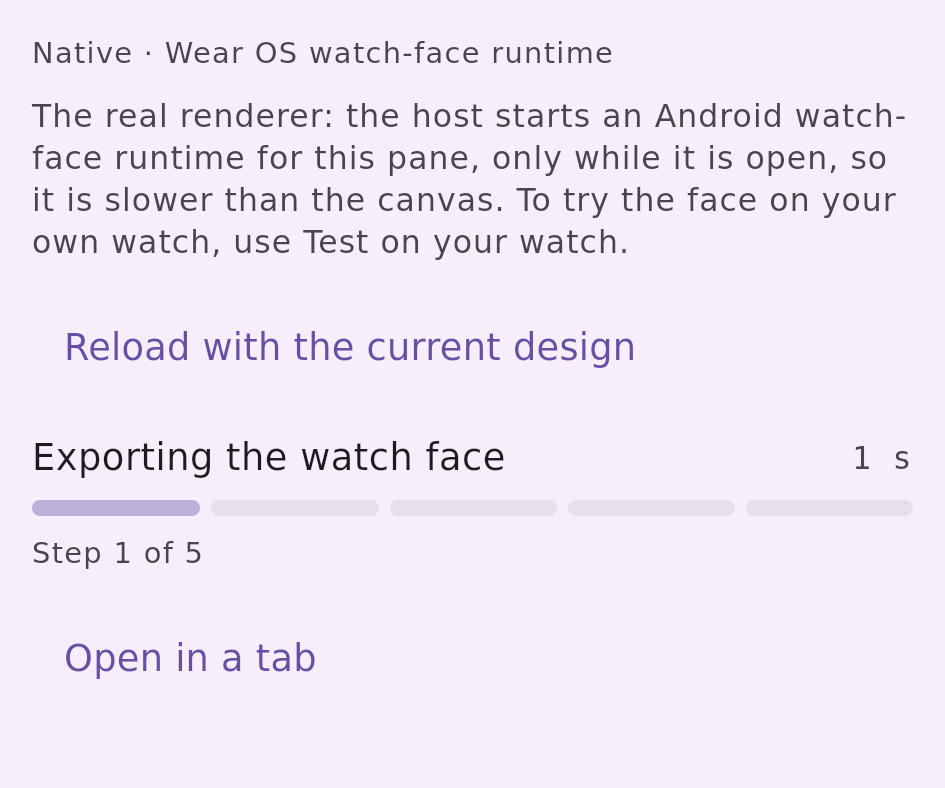 Native · Wear OS watch-face runtime
The real renderer: the host starts an Android watch-
face runtime for this pane, only while it is open, so
it is slower than the canvas. To try the face on your
own watch, use Test on your watch.
Reload with the current design
Exporting the watch face 1 s
Step 1 of 5
Open in a tab